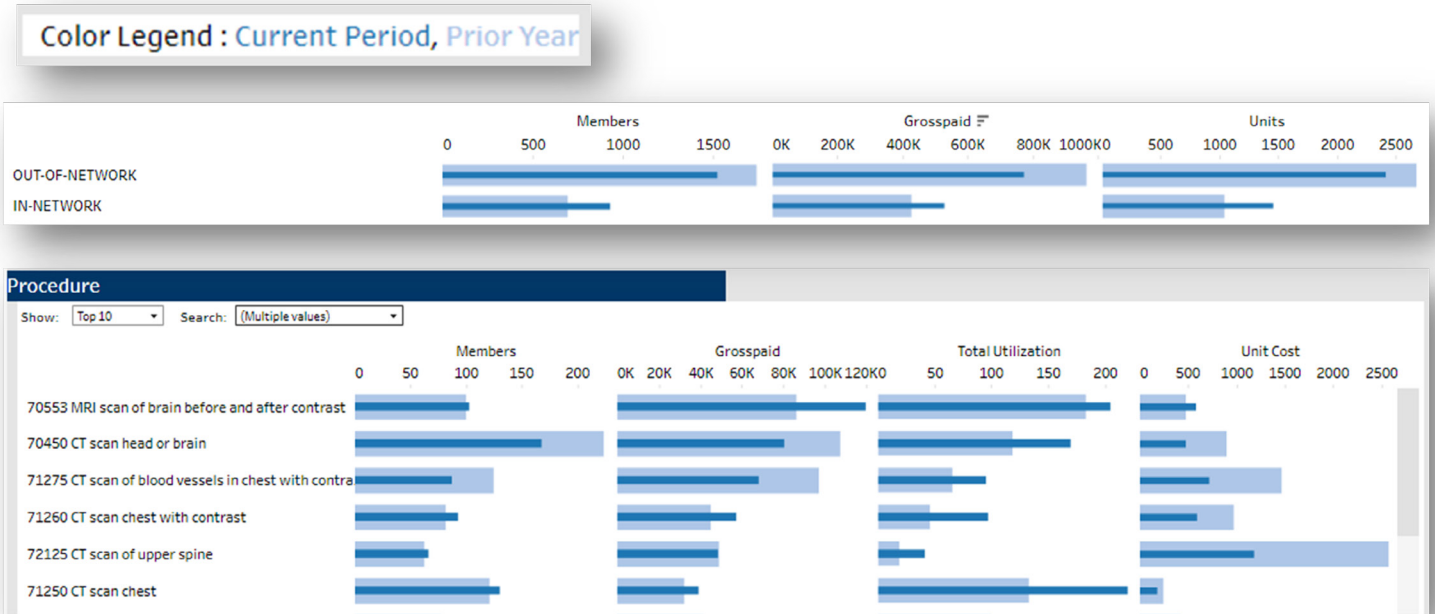 Color Legend : Current Period, Prior Year
Members Grosspaid Units
0 500 1000 1500 0K 200K 400K 600K 800K 1000K0 500 1000 1500 2000 2500
OUT-OF-NETWORK
IN-NETWORK
Procedure
Show: Top 10 Search: (Multiple values)
Members Grosspaid Total Utilization Unit Cost
0 50 100 150 200 0K 20K 40K 60K 80K 100K120K0 50 100 150 200 0 500 1000 1500 2000 2500
70553 MRI scan of brain before and after contrast
70450 CT scan head or brain
71275 CT scan of blood vessels in chest with contra
71260 CT scan chest with contrast
72125 CT scan of upper spine
71250 CT scan chest